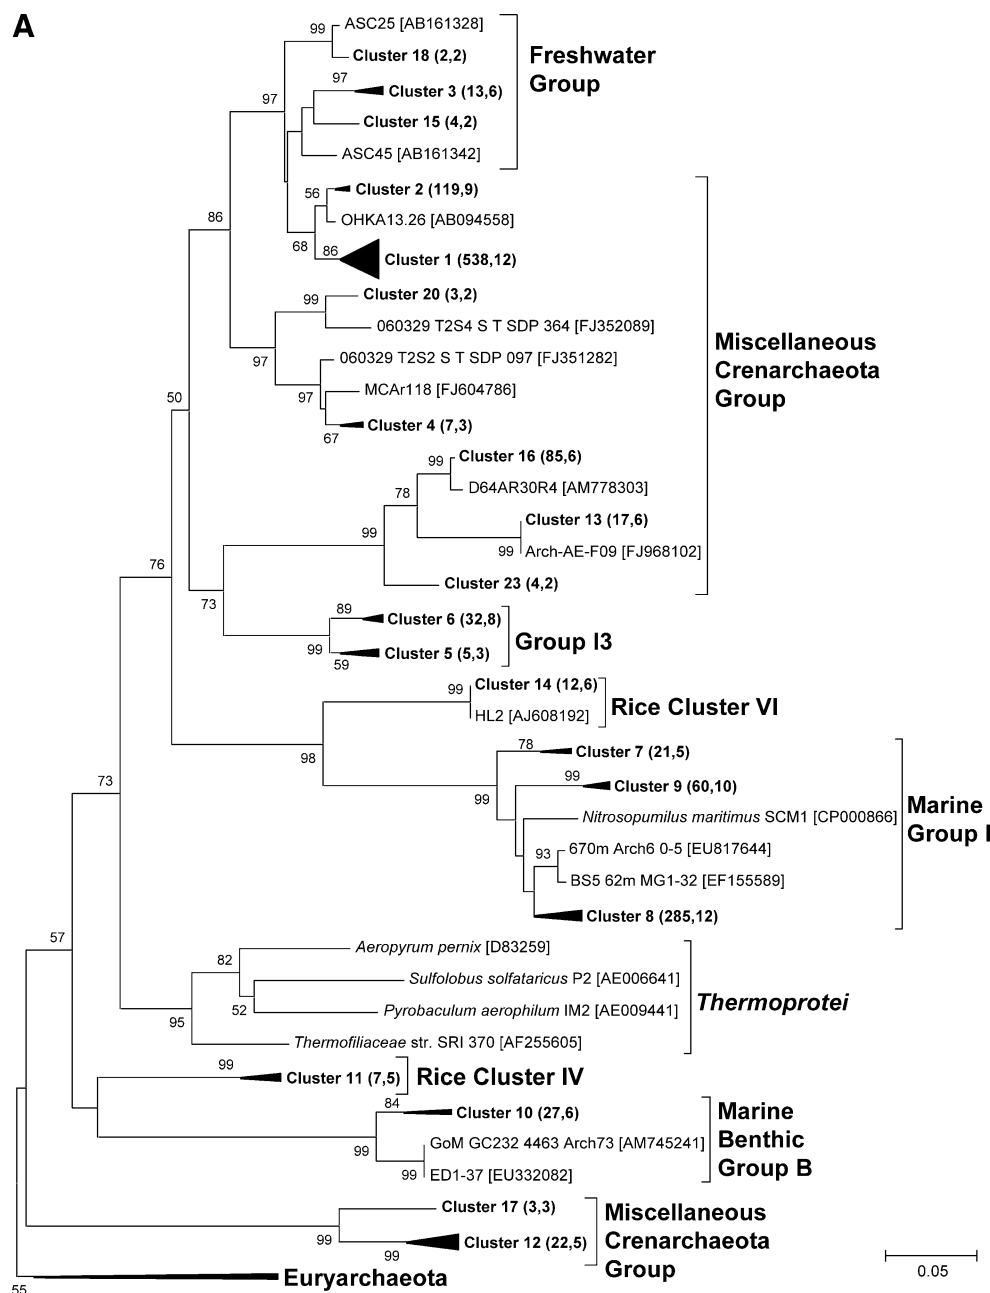 A
99
ASC25 [AB161328]
Cluster 18 (2,2)
Freshwater
Group
97
Cluster 3 (13,6)
97
Cluster 15 (4,2)
ASC45 [AB161342]
56
Cluster 2 (119,9)
OHKA13.26 [AB094558]
86
68
86
Cluster 1 (538,12)
99
Cluster 20 (3,2)
060329 T2S4 S T SDP 364 [FJ352089]
97
060329 T2S2 S T SDP 097 [FJ351282]
Miscellaneous
Crenarchaeota
Group
MCAr118 [FJ604786]
97
50
Cluster 4 (7,3)
67
Cluster 16 (85,6)
99
D64AR30R4 [AM778303]
78
Cluster 13 (17,6)
99
99
Arch-AE-F09 [FJ968102]
76
Cluster 23 (4,2)
73
89
Cluster 6 (32,8)
Group I3
99
Cluster 5 (5,3)
59
99
Cluster 14 (12,6)
HL2 [AJ608192]
Rice Cluster VI
98
78
Cluster 7 (21,5)
99
Cluster 9 (60,10)
99
Nitrosopumilus maritimus SCM1 [CP000866]
Marine
Group I
73
93
670m Arch6 0-5 [EU817644]
BS5 62m MG1-32 [EF155589]
Cluster 8 (285,12)
57
Aeropyrum pernix [D83259]
82
Sulfolobus solfataricus P2 [AE006641]
52
Pyrobaculum aerophilum IM2 [AE009441]
Thermoprotei
95
Thermofiliaceae str. SRI 370 [AF255605]
99
Cluster 11 (7,5)
Rice Cluster IV
84
Cluster 10 (27,6)
99
GoM GC232 4463 Arch73 [AM745241]
99
ED1-37 [EU332082]
Marine
Benthic
Group B
Cluster 17 (3,3)
99
Cluster 12 (22,5)
99
Miscellaneous
Crenarchaeota
Group
Euryarchaeota
55
0.05